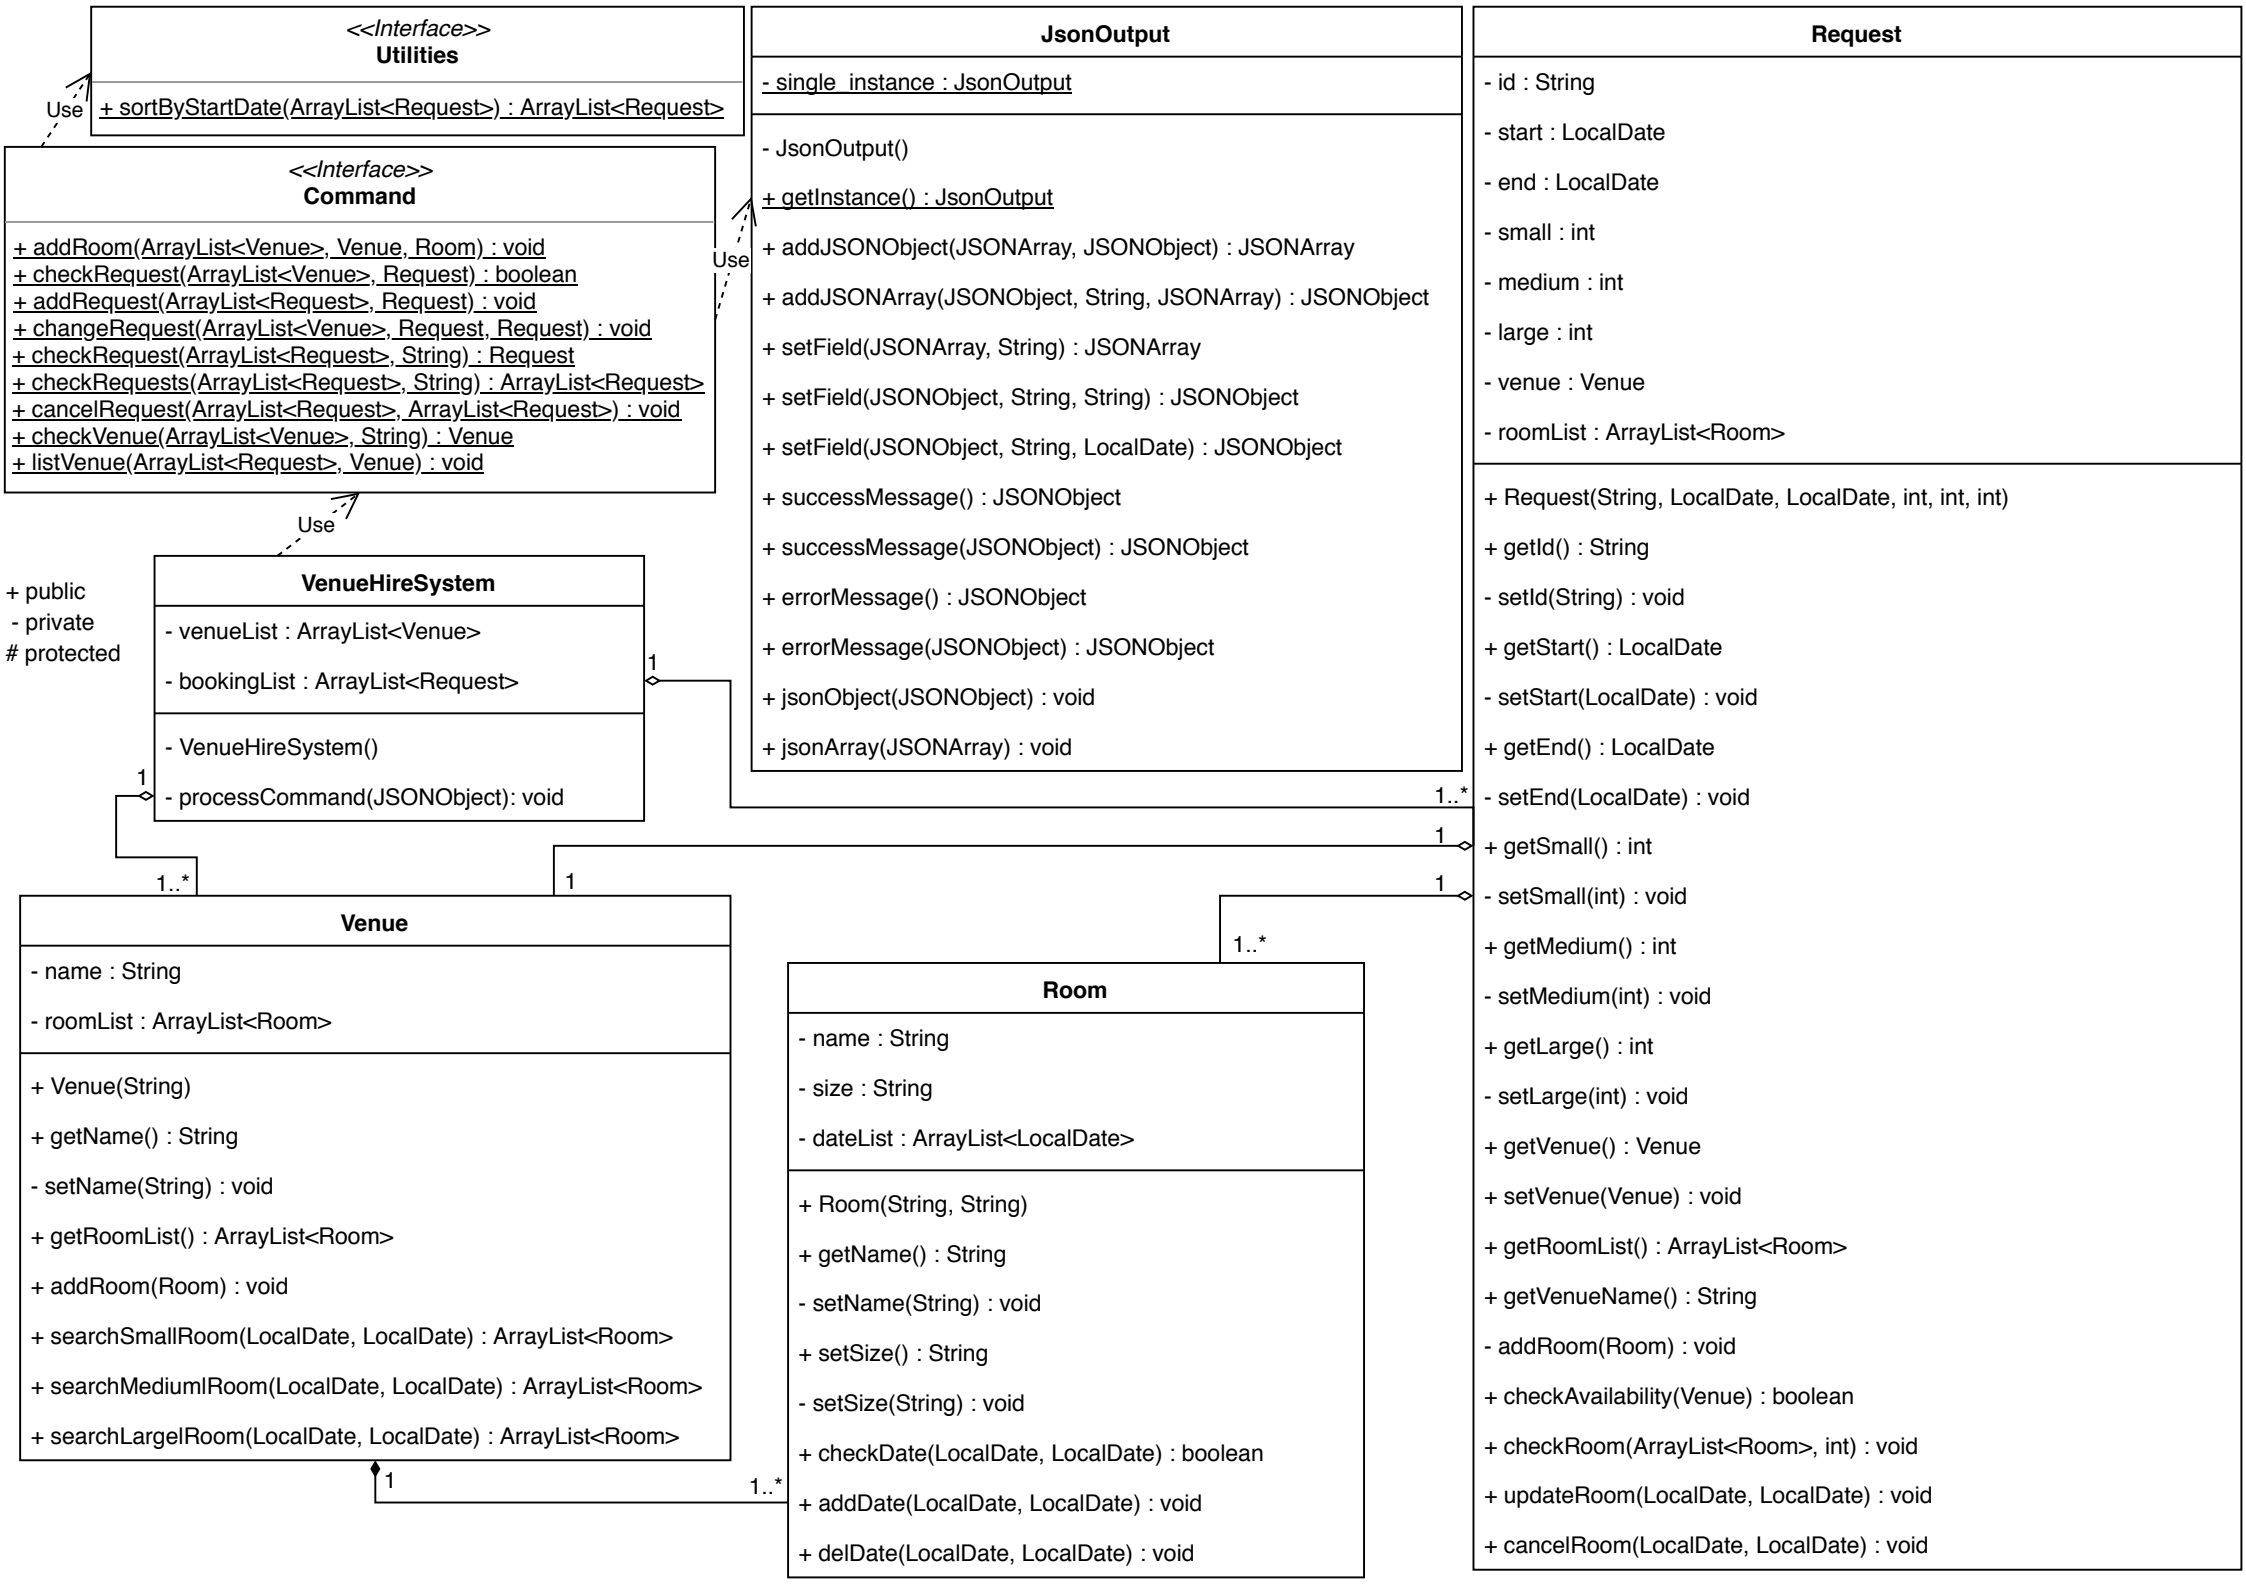 <<Interface>>
Utilities
+ sortByStartDate(ArrayList<Request>) : ArrayList<Request>
Use
<<Interface>>
Command
+ addRoom(ArrayList<Venue>, Venue, Room) : void
+ checkRequest(ArrayList<Venue>, Request) : boolean
+ addRequest(ArrayList<Request>, Request) : void
+ changeRequest(ArrayList<Venue>, Request, Request) : void
+ checkRequest(ArrayList<Request>, String) : Request
+ checkRequests(ArrayList<Request>, String) : ArrayList<Request>
+ cancelRequest(ArrayList<Request>, ArrayList<Request>) : void
+ checkVenue(ArrayList<Venue>, String) : Venue
+ listVenue(ArrayList<Request>, Venue) : void
Use
Use
JsonOutput
- single_instance : JsonOutput
- JsonOutput()
+ getInstance() : JsonOutput
+ addJSONObject(JSONArray, JSONObject) : JSONArray
+ addJSONArray(JSONObject, String, JSONArray) : JSONObject
+ setField(JSONArray, String) : JSONArray
+ setField(JSONObject, String, String) : JSONObject
+ setField(JSONObject, String, LocalDate) : JSONObject
+ successMessage() : JSONObject
+ successMessage(JSONObject) : JSONObject
+ errorMessage() : JSONObject
+ errorMessage(JSONObject) : JSONObject
+ jsonObject(JSONObject) : void
+ jsonArray(JSONArray) : void
Request
- id : String
- start : LocalDate
- end : LocalDate
- small : int
- medium : int
- large : int
- venue : Venue
- roomList : ArrayList<Room>
+ Request(String, LocalDate, LocalDate, int, int, int)
+ getId() : String
- setId(String) : void
+ getStart() : LocalDate
- setStart(LocalDate) : void
+ getEnd() : LocalDate
- setEnd(LocalDate) : void
+ getSmall() : int
- setSmall(int) : void
+ getMedium() : int
- setMedium(int) : void
+ getLarge() : int
- setLarge(int) : void
+ getVenue() : Venue
+ setVenue(Venue) : void
+ getRoomList() : ArrayList<Room>
+ getVenueName() : String
- addRoom(Room) : void
+ checkAvailability(Venue) : boolean
+ checkRoom(ArrayList<Room>, int) : void
+ updateRoom(LocalDate, LocalDate) : void
+ cancelRoom(LocalDate, LocalDate) : void
+ public
- private
# protected
VenueHireSystem
- venueList : ArrayList<Venue>
- bookingList : ArrayList<Request>
- VenueHireSystem()
- processCommand(JSONObject): void
1
1..*
1
1..*
1
1
1
1..*
Venue
- name : String
- roomList : ArrayList<Room>
+ Venue(String)
+ getName() : String
- setName(String) : void
+ getRoomList() : ArrayList<Room>
+ addRoom(Room) : void
+ searchSmallRoom(LocalDate, LocalDate) : ArrayList<Room>
+ searchMediumlRoom(LocalDate, LocalDate) : ArrayList<Room>
+ searchLargelRoom(LocalDate, LocalDate) : ArrayList<Room>
1
1..*
Room
- name : String
- size : String
- dateList : ArrayList<LocalDate>
+ Room(String, String)
+ getName() : String
- setName(String) : void
+ setSize() : String
- setSize(String) : void
+ checkDate(LocalDate, LocalDate) : boolean
+ addDate(LocalDate, LocalDate) : void
+ delDate(LocalDate, LocalDate) : void